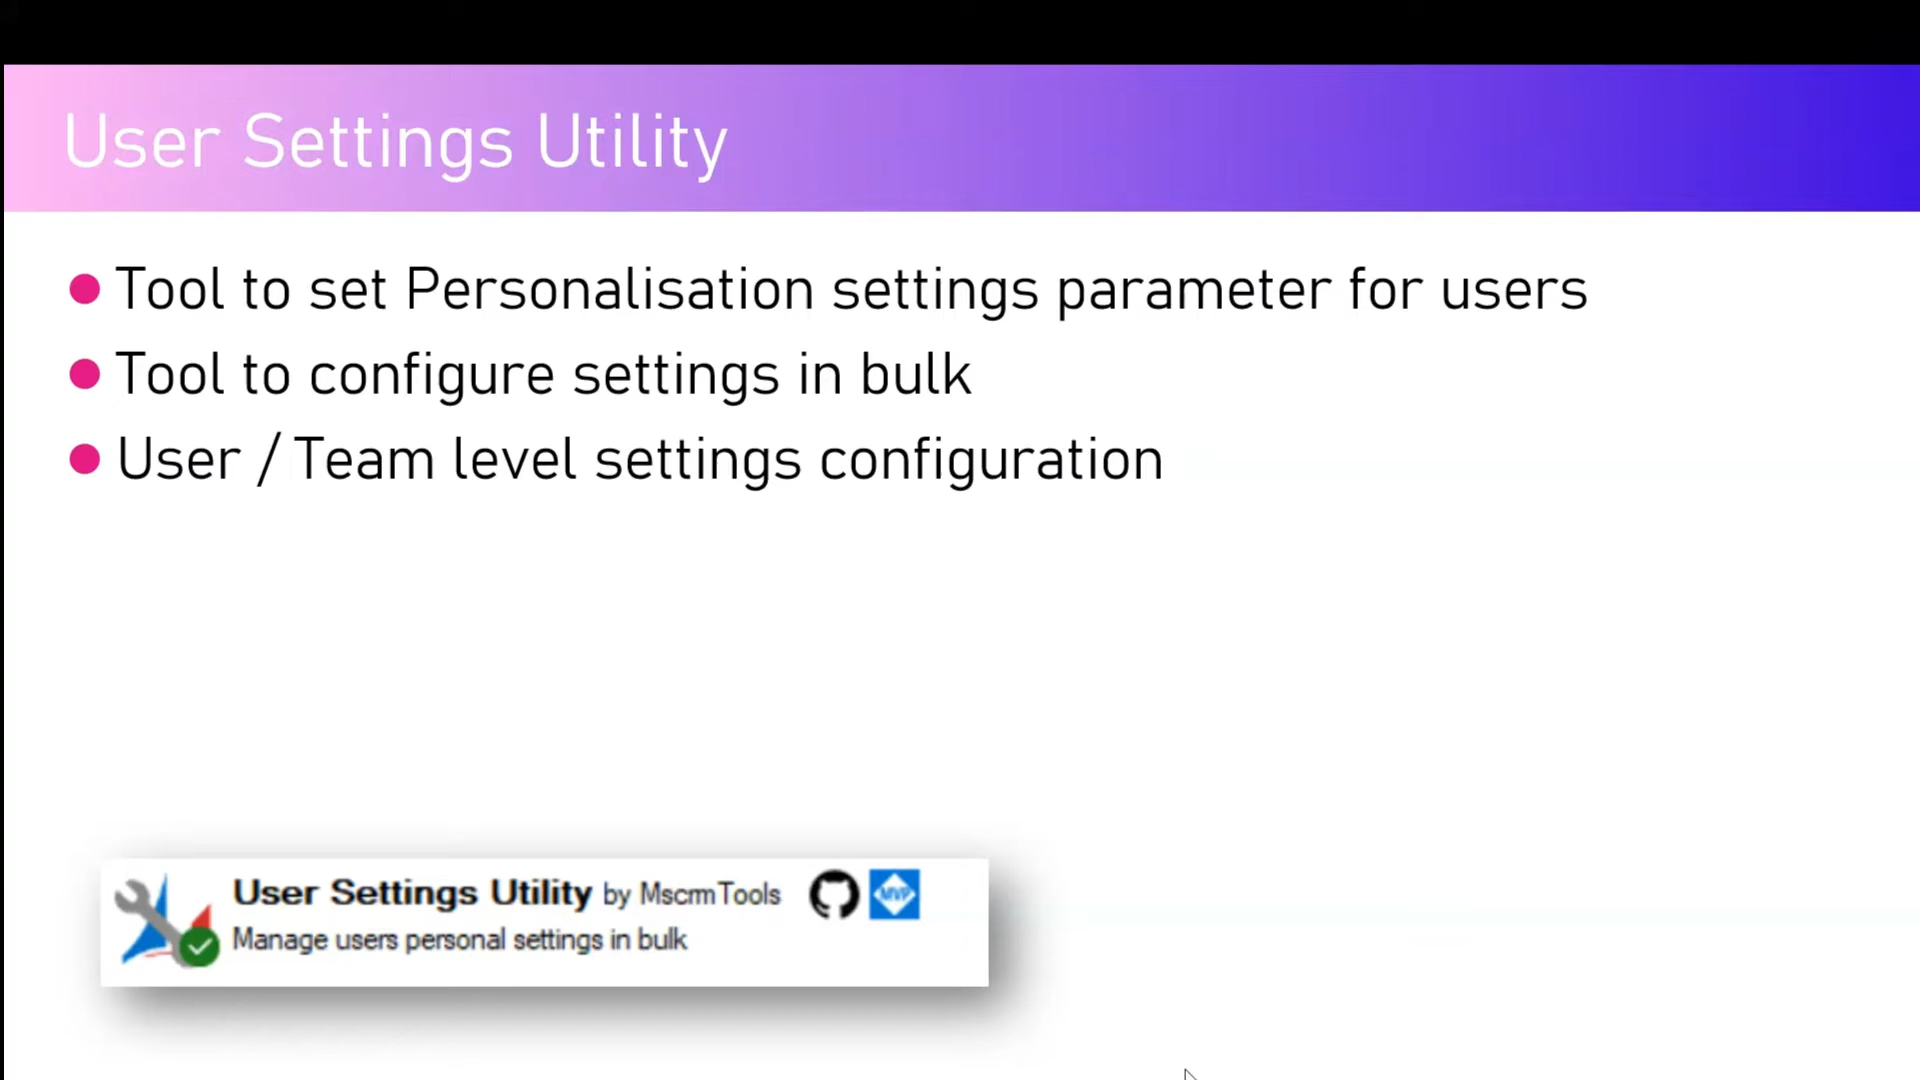 User Settings Utility
Tool to set Personalisation settings parameter for users
Tool to configure settings in bulk
User / Team level settings configuration
User Settings Utility by MscrmTools
MVP
Manage users personal settings in bulk